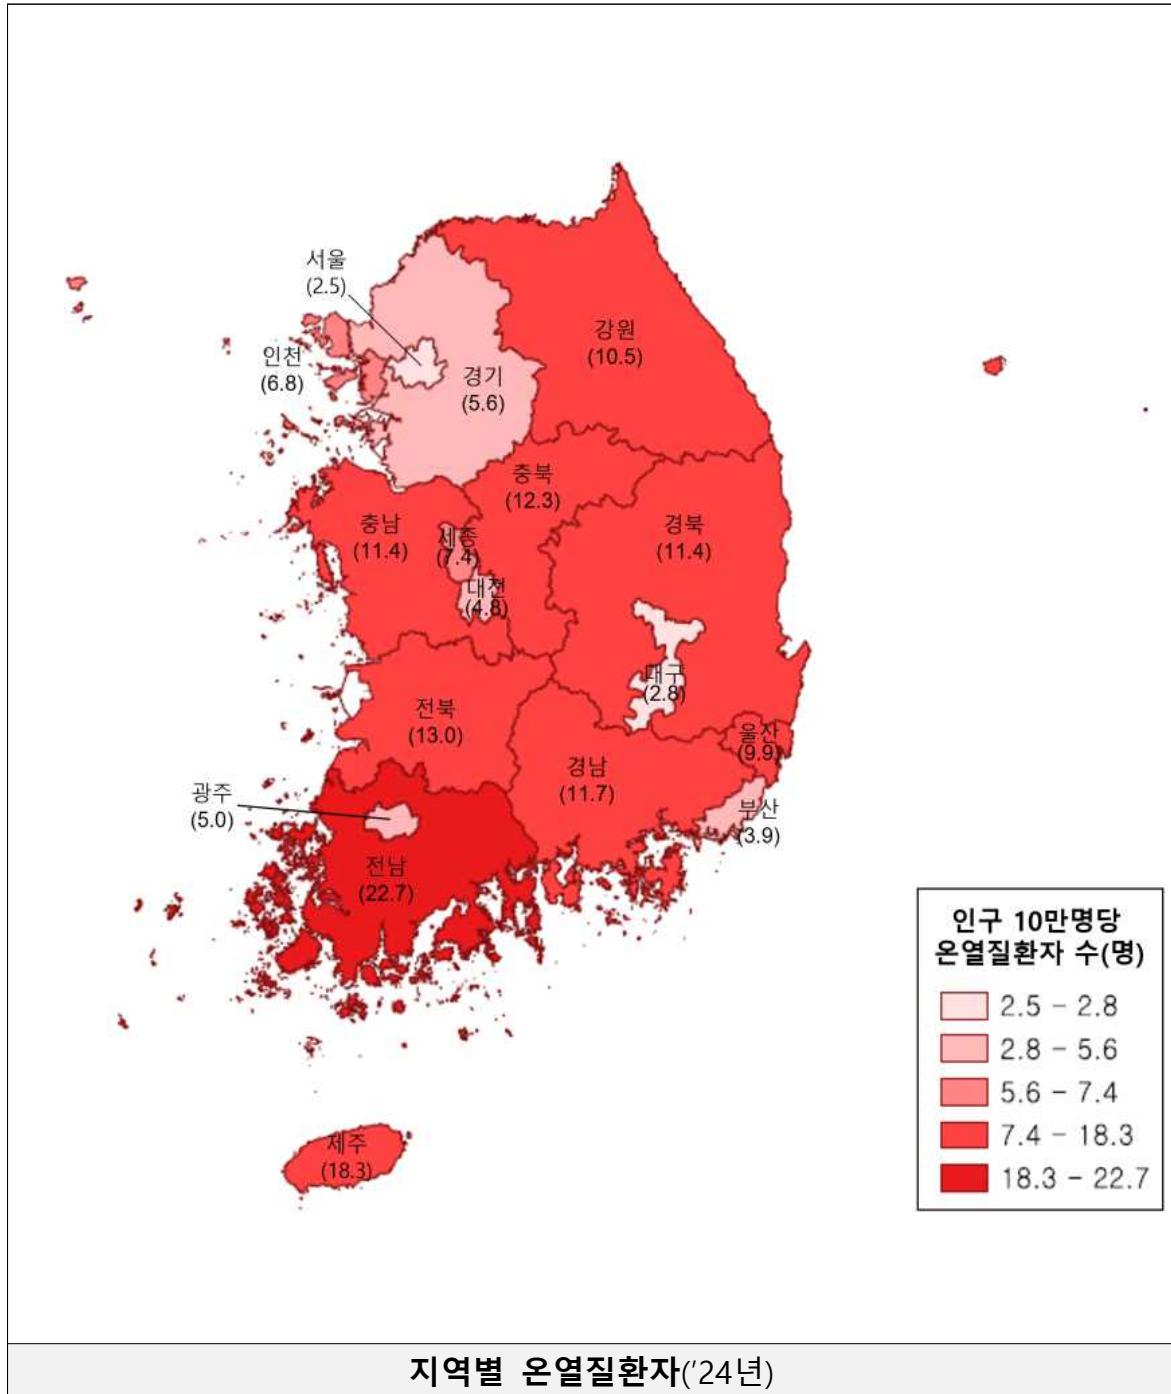 서울
(2.5)
강원
(10.5)
인천
(6.8)
경기
(5.6)
충북
(12.3)
충남
(11.4)
세종
(7.4)
경북
(11.4)
대전
(4.8)
대구
(2.8)
전북
(13.0)
울산
(9.9)
경남
(11.7)
광주
(5.0)
부산
(3.9)
전남
(22.7)
제주
(18.3)
인구 10만명당
온열질환자 수(명)
2.5 – 2.8
2.8 – 5.6
5.6 – 7.4
7.4 – 18.3
18.3 – 22.7
지역별 온열질환자('24년)